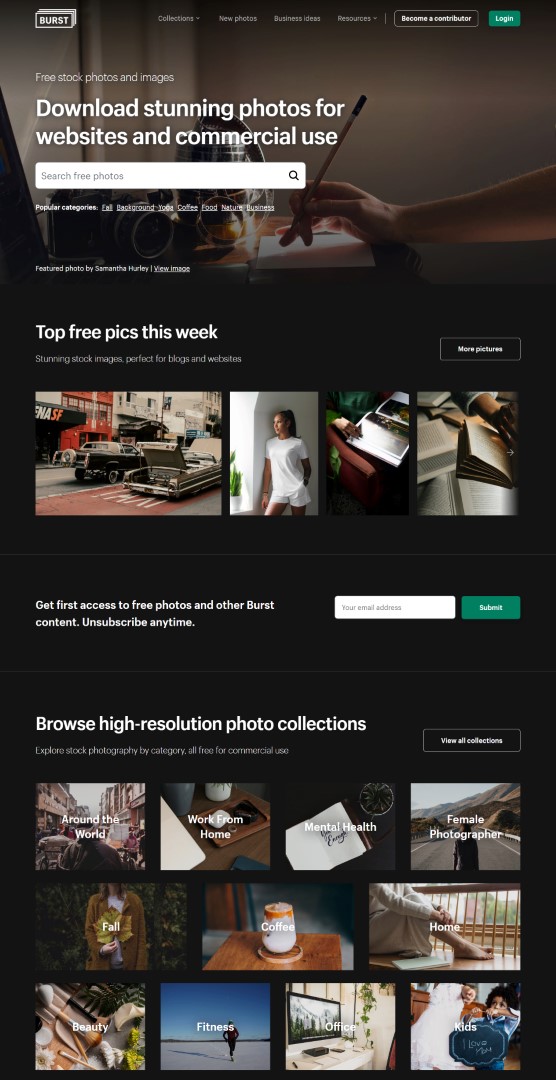 BURST
Collections
New photos
Business ideas
Resources
Become a contributor
Login
Free stock photos and images
Download stunning photos for
websites and commercial use
Search free photos
Popular categories: Fall Background Yoga Coffee Food Nature Business
Featured photo by Samantha Hurley | View image
Top free pics this week
Stunning stock images, perfect for blogs and websites
More pictures
ENASF
Get first access to free photos and other Burst
content. Unsubscribe anytime.
Your email address
Submit
Browse high-resolution photo collections
Explore stock photography by category, all free for commercial use
View all collections
Around the
World
Work From
Home
Mental Health
Female
Photographer
Fall
Coffee
Home
Beauty
Fitness
Office
Kids
I Love
Mom